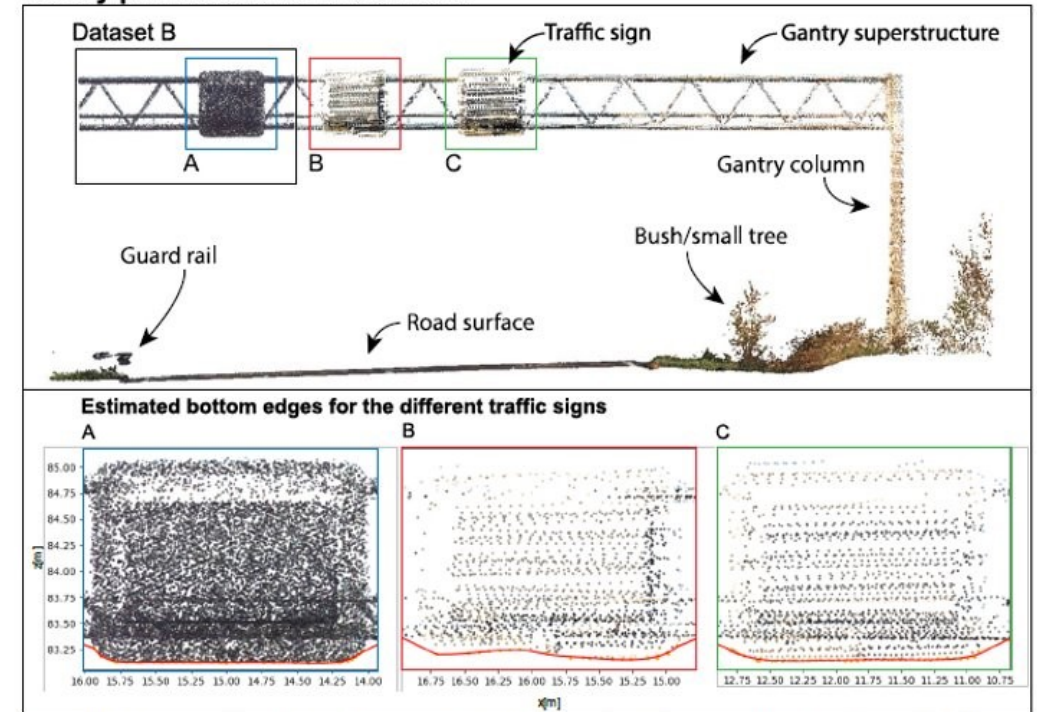 Dataset B
Traffic sign
Gantry superstructure
A
B
C
Gantry column
Bush/small tree
Guard rail
Road surface
Estimated bottom edges for the different traffic signs
A
B
C
85.00
84.75
84.50
84.25
84.00
83.75
83.50
83.25
z[m]
16.00 15.75 15.50 15.25 15.00 14.75 14.50 14.25 14.00
16.75 16.50 16.25 16.00 15.75 15.50 15.25 15.00
12.75 12.50 12.25 12.00 11.75 11.50 11.25 11.00 10.75
x[m]